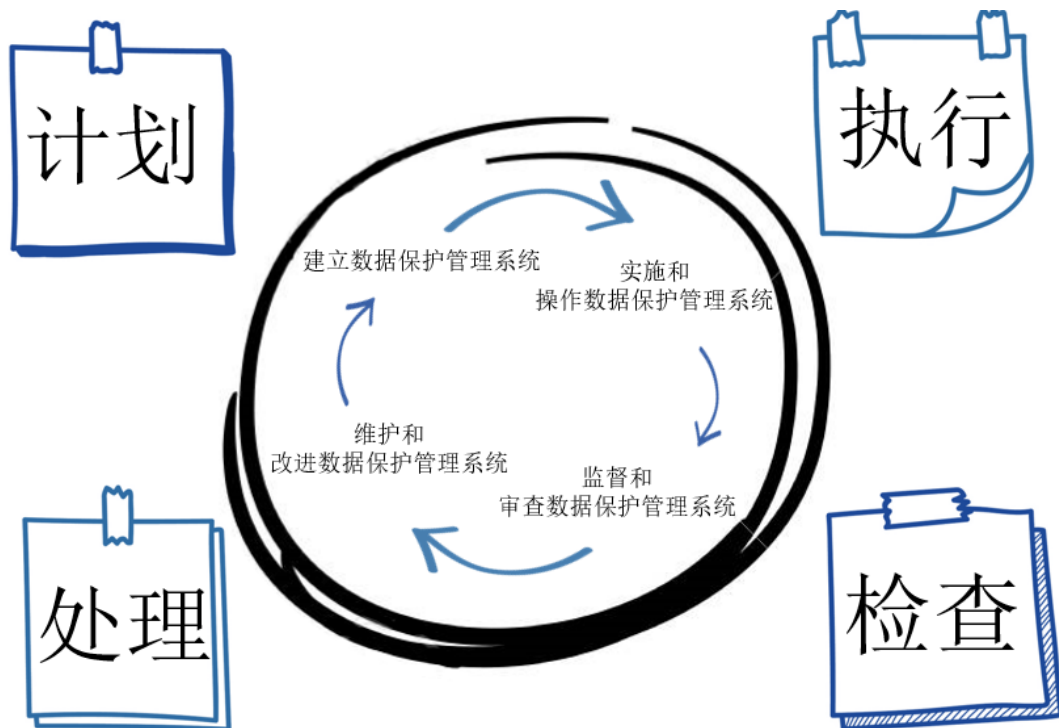 计划
执行
建立数据保护管理系统
实施和
操作数据保护管理系统
维护和
改进数据保护管理系统
监督和
审查数据保护管理系统
处理
检查